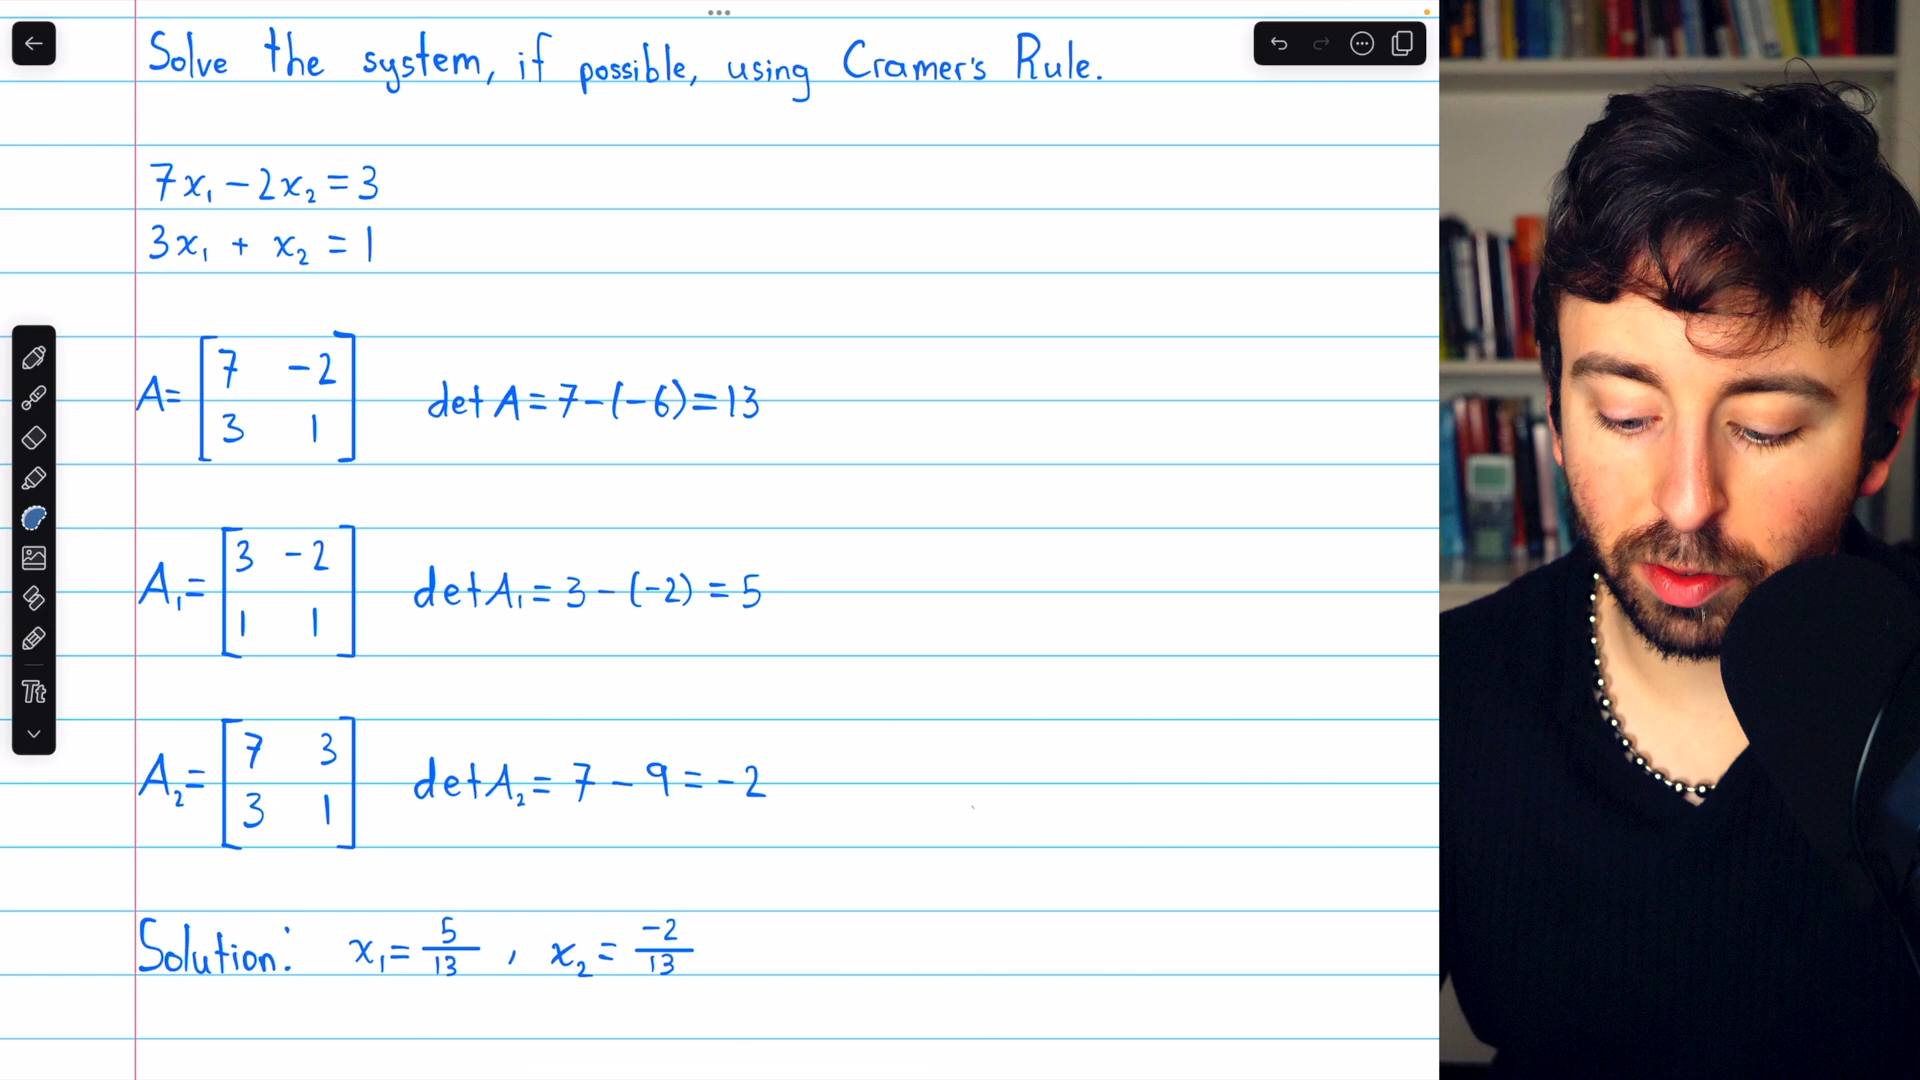 Solve the system, if possible, using Cramer's Rule.
7x₁ − 2x₂ = 3
3x₁ + x₂ = 1
A = [7 −2
3 1] det A = 7 − (−6) = 13
A₁ = [3 −2
1 1] det A₁ = 3 − (−2) = 5
A₂ = [7 3
3 1] det A₂ = 7 − 9 = −2
Solution: x₁ = 5/13 , x₂ = −2/13
Tt